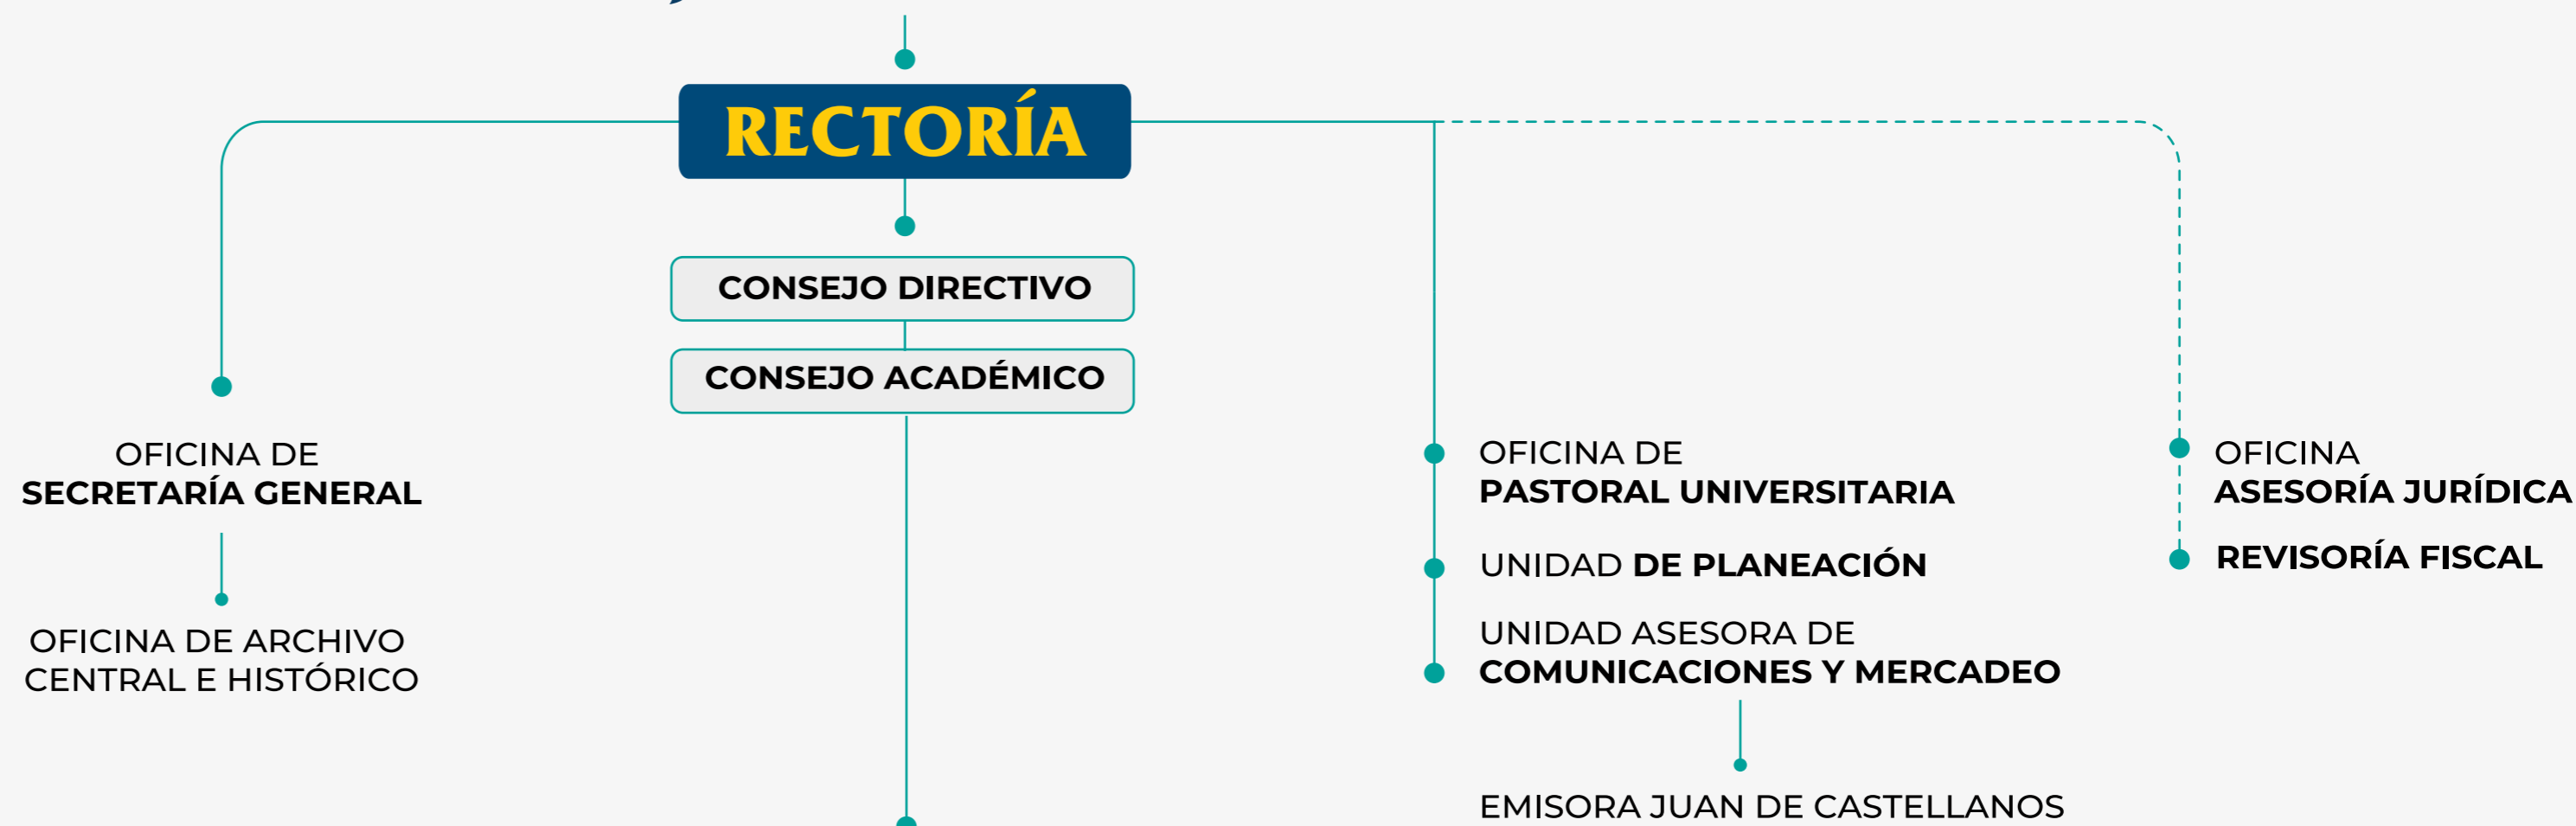 RECTORÍA
CONSEJO DIRECTIVO
CONSEJO ACADÉMICO
OFICINA DE
SECRETARÍA GENERAL
OFICINA DE ARCHIVO
CENTRAL E HISTÓRICO
OFICINA DE
PASTORAL UNIVERSITARIA
UNIDAD DE PLANEACIÓN
UNIDAD ASESORA DE
COMUNICACIONES Y MERCADEO
EMISORA JUAN DE CASTELLANOS
OFICINA
ASESORÍA JURÍDICA
REVISORÍA FISCAL